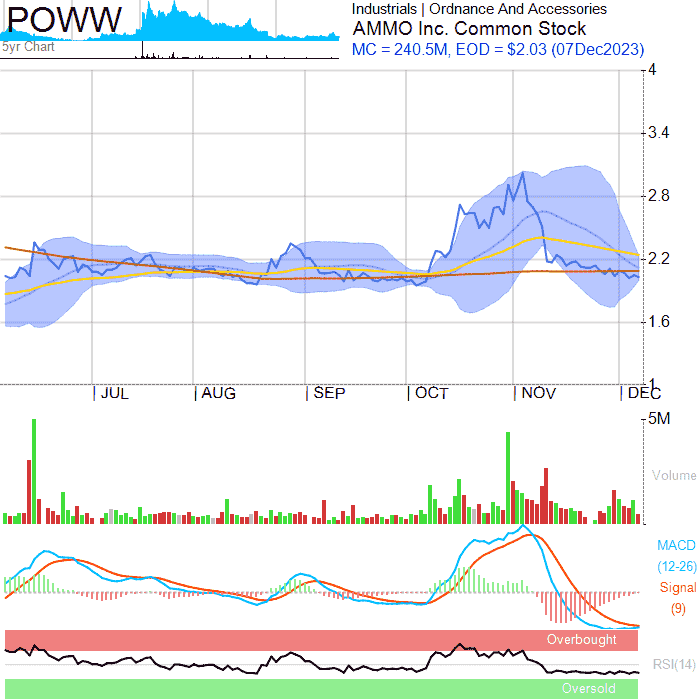 POWW
5yr Chart
Industrials | Ordnance And Accessories
AMMO Inc. Common Stock
MC = 240.5M, EOD = $2.03 (07Dec2023)
4
3.4
2.8
2.2
1.6
1
JUL AUG SEP OCT NOV DEC
5M
Volume
MACD
(12-26)
Signal
(9)
Overbought
RSI(14)
Oversold